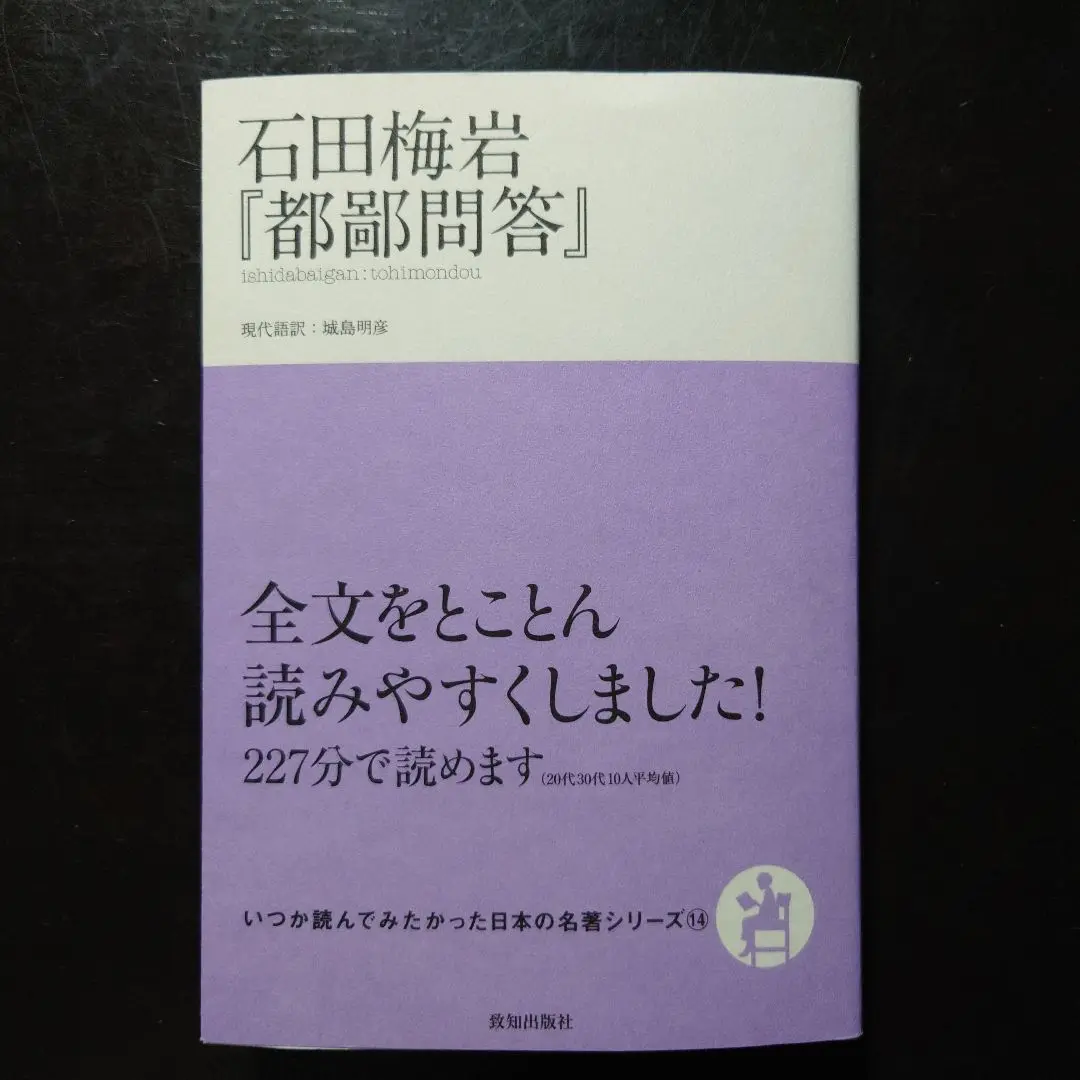 石田梅岩
『都鄙問答』
ishidabaigan:tohimondou
現代語訳：城島明彦
全文をとことん
読みやすくしました！
227分で読めます（20代30代10人平均値）
いつか読んでみたかった日本の名著シリーズ⑭
致知出版社